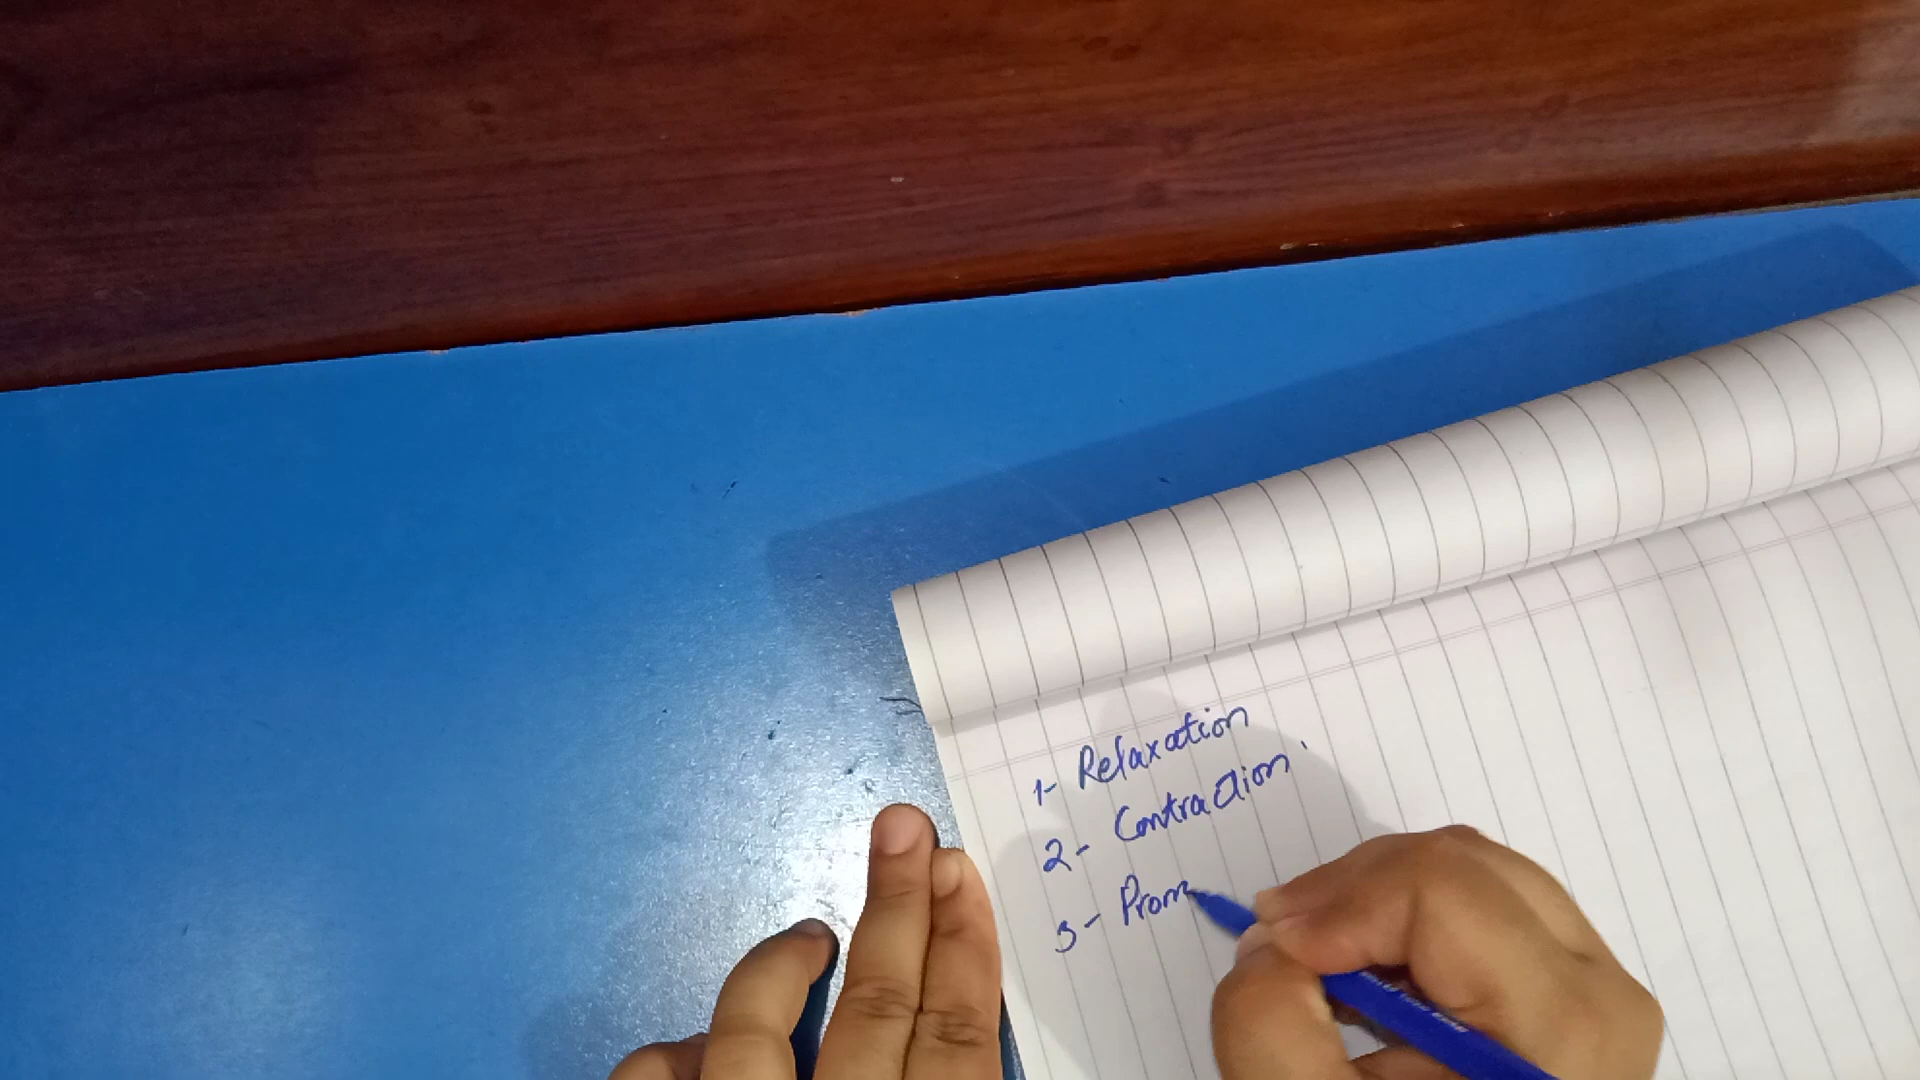 1- Relaxation
2- Contraction
3- Prom